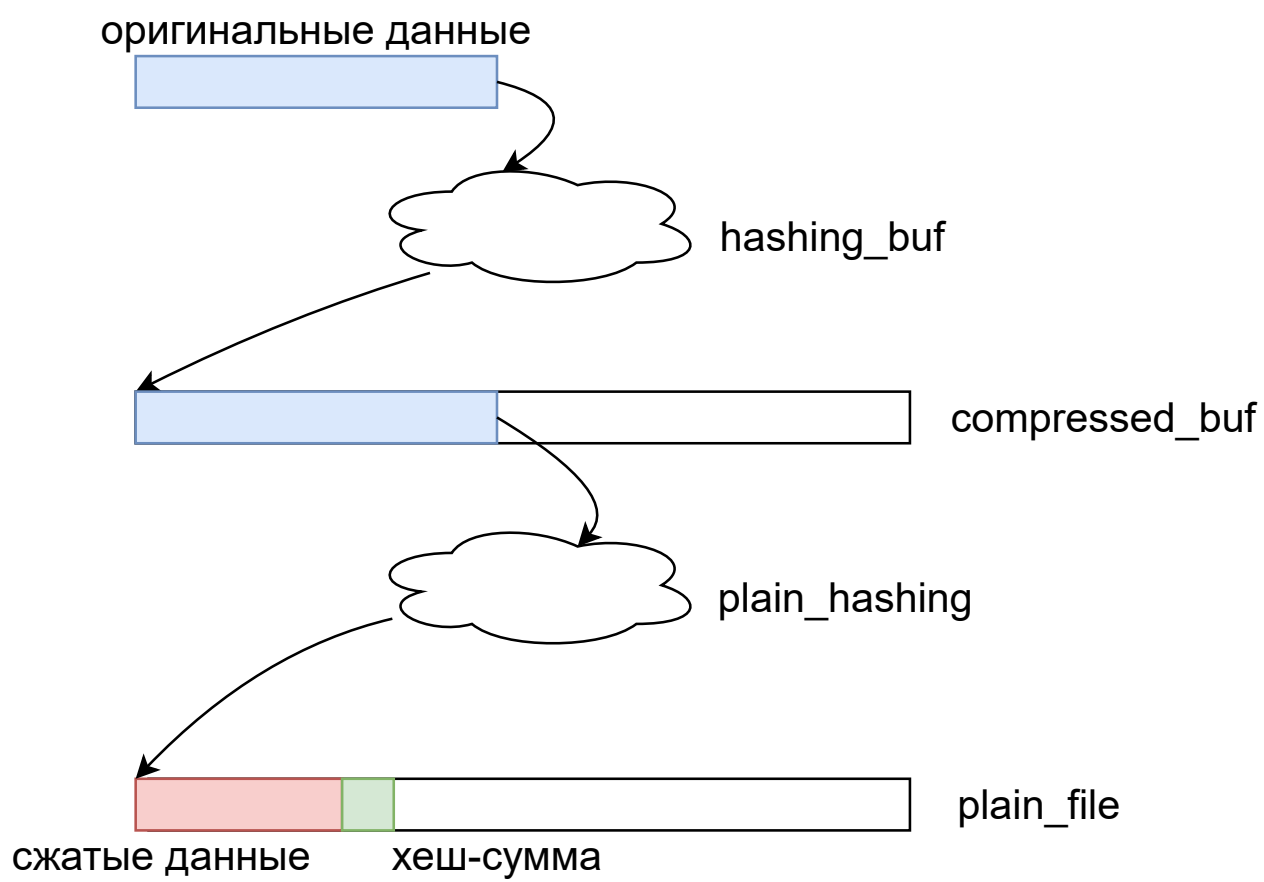 оригинальные данные
hashing_buf
compressed_buf
plain_hashing
plain_file
сжатые данные
хеш-сумма